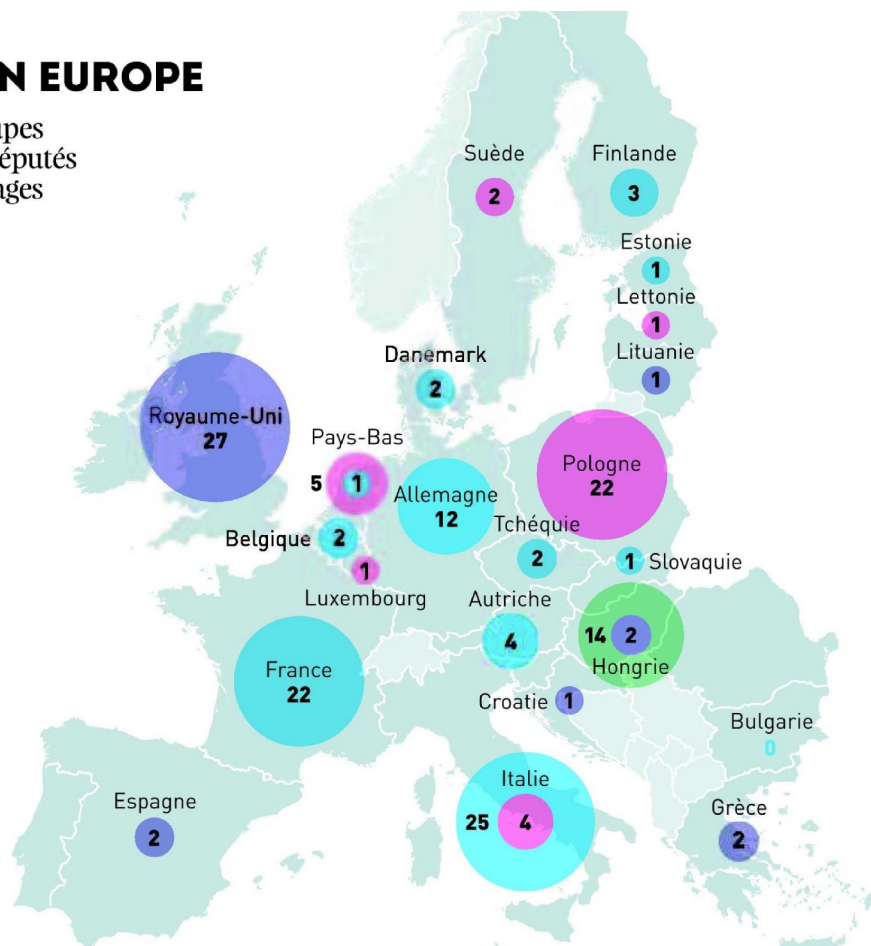 N EUROPE
upes
éputés
ages
Suède
2
Finlande
3
Estonie
1
Lettonie
1
Lituanie
1
Danemark
2
Royaume-Uni
27
Pays-Bas
5 1
Allemagne
12
Pologne
22
Belgique 2
Tchéquie
2
1 Slovaquie
1
Luxembourg
Autriche
4
14 2
Hongrie
France
22
Croatie 1
Bulgarie
0
Italie
25 4
Espagne
2
Grèce
2